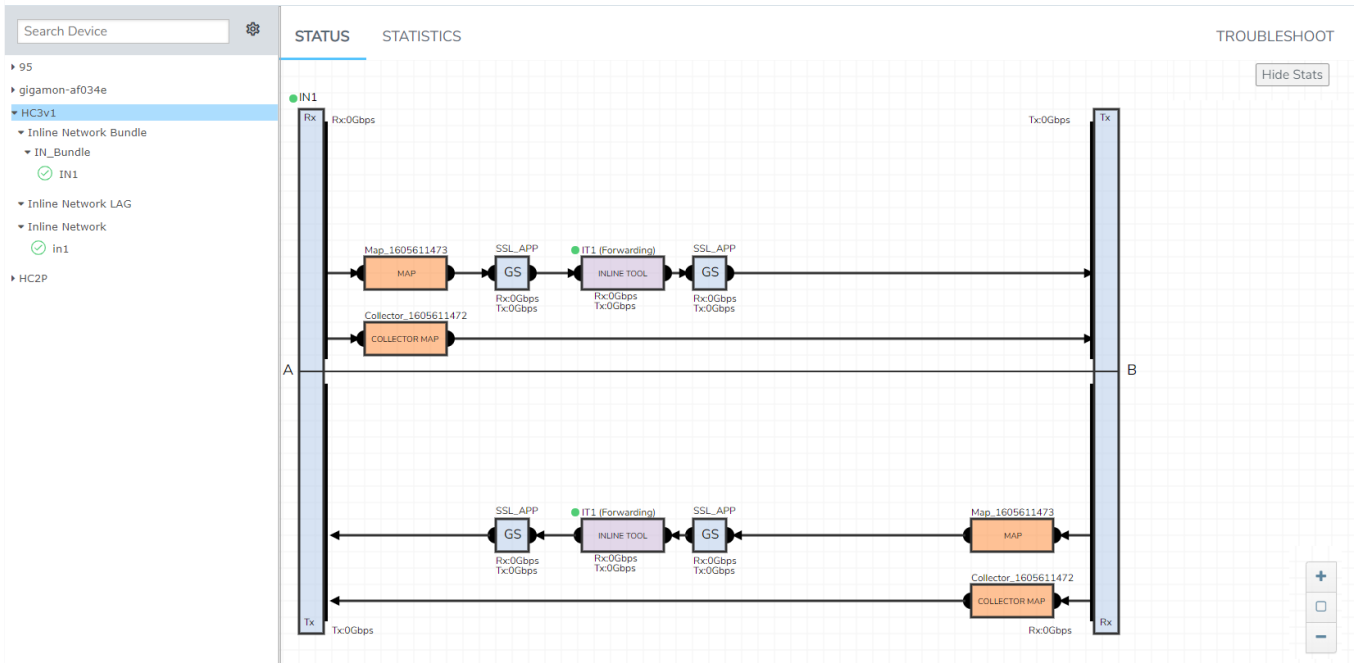 Search Device
STATUS
STATISTICS
TROUBLESHOOT
95
gigamon-af034e
HC3v1
Inline Network Bundle
IN_Bundle
IN1
Inline Network LAG
Inline Network
in1
HC2P
Hide Stats
IN1
Rx
Rx:0Gbps
Tx:0Gbps
Tx
Map_1605611473
MAP
SSL_APP
GS
Rx:0Gbps
Tx:0Gbps
IT1 (Forwarding)
INLINE TOOL
Rx:0Gbps
Tx:0Gbps
SSL_APP
GS
Rx:0Gbps
Tx:0Gbps
Collector_1605611472
COLLECTOR MAP
A
B
SSL_APP
GS
Rx:0Gbps
Tx:0Gbps
IT1 (Forwarding)
INLINE TOOL
Rx:0Gbps
Tx:0Gbps
SSL_APP
GS
Rx:0Gbps
Tx:0Gbps
Map_1605611473
MAP
Collector_1605611472
COLLECTOR MAP
Tx
Tx:0Gbps
Rx:0Gbps
Rx